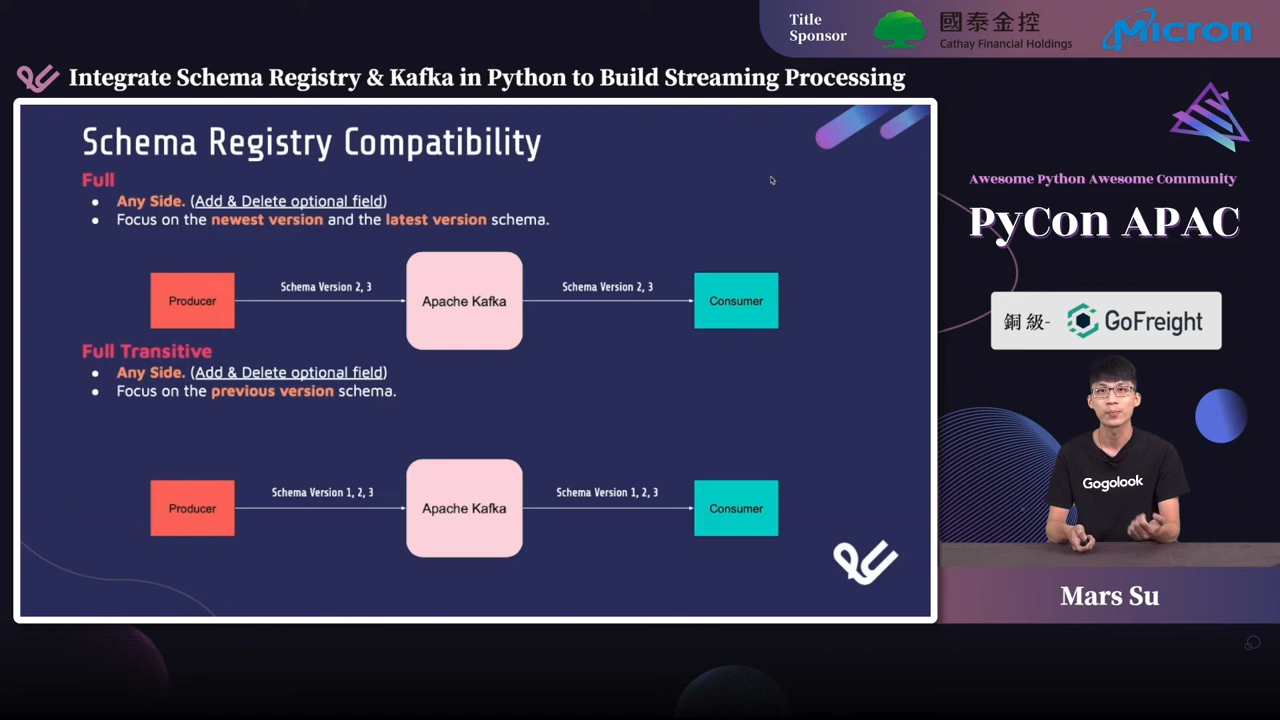 Title
Sponsor
國泰金控
Cathay Financial Holdings
Micron
Integrate Schema Registry & Kafka in Python to Build Streaming Processing
Schema Registry Compatibility
Full
Any Side. (Add & Delete optional field)
Focus on the newest version and the latest version schema.
Producer
Schema Version 2, 3
Apache Kafka
Schema Version 2, 3
Consumer
Full Transitive
Any Side. (Add & Delete optional field)
Focus on the previous version schema.
Producer
Schema Version 1, 2, 3
Apache Kafka
Schema Version 1, 2, 3
Consumer
Awesome Python Awesome Community
PyCon APAC
銅級- GoFreight
Gogolook
Mars Su